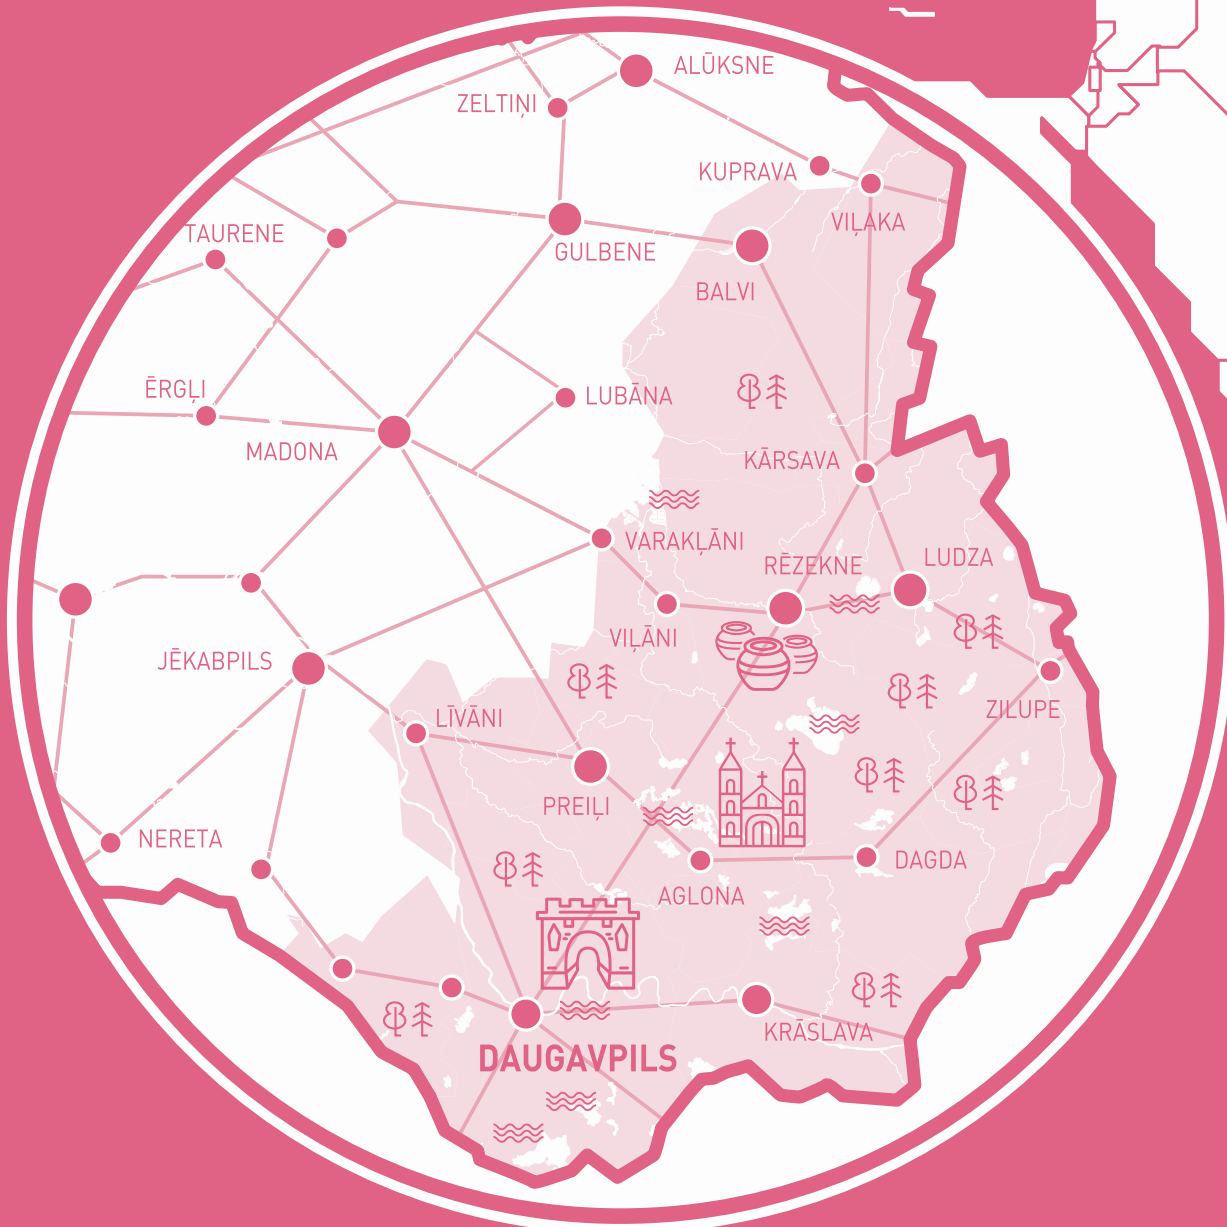 ALŪKSNE
ZELTIŅI
KUPRAVA
VIĻAKA
TAURENE
GULBENE
BALVI
ĒRGĻI
LUBĀNA
MADONA
KĀRSAVA
VARAKĻĀNI
LUDZA
RĒZEKNE
VIĻĀNI
JĒKABPILS
LĪVĀNI
ZILUPE
PREIĻI
NERETA
DAGDA
AGLONA
KRĀSLAVA
DAUGAVPILS